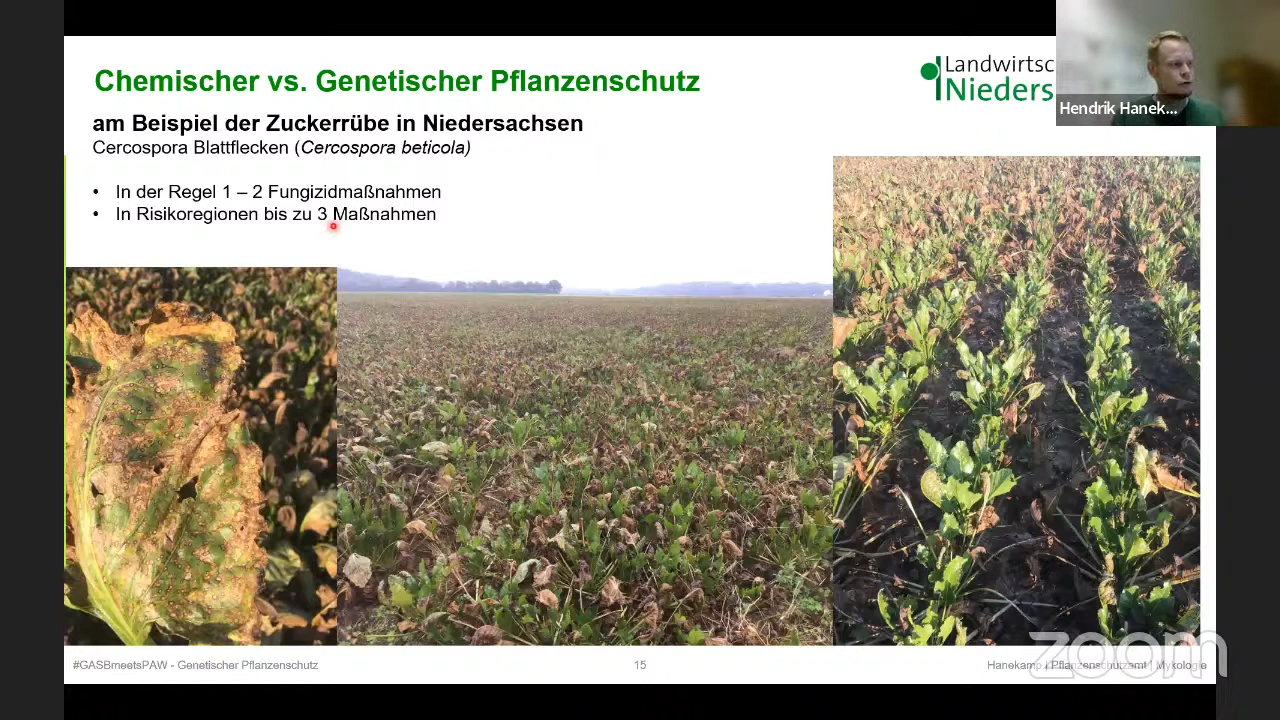 Chemischer vs. Genetischer Pflanzenschutz
am Beispiel der Zuckerrübe in Niedersachsen
Cercospora Blattflecken (Cercospora beticola)
• In der Regel 1 – 2 Fungizidmaßnahmen
• In Risikoregionen bis zu 3 Maßnahmen
Landwirtsc
Nieders
Hendrik Hanek...
#GASBmeetsPAW - Genetischer Pflanzenschutz
15
Hanekamp | Pflanzenschutzamt | Mykologie
zoom